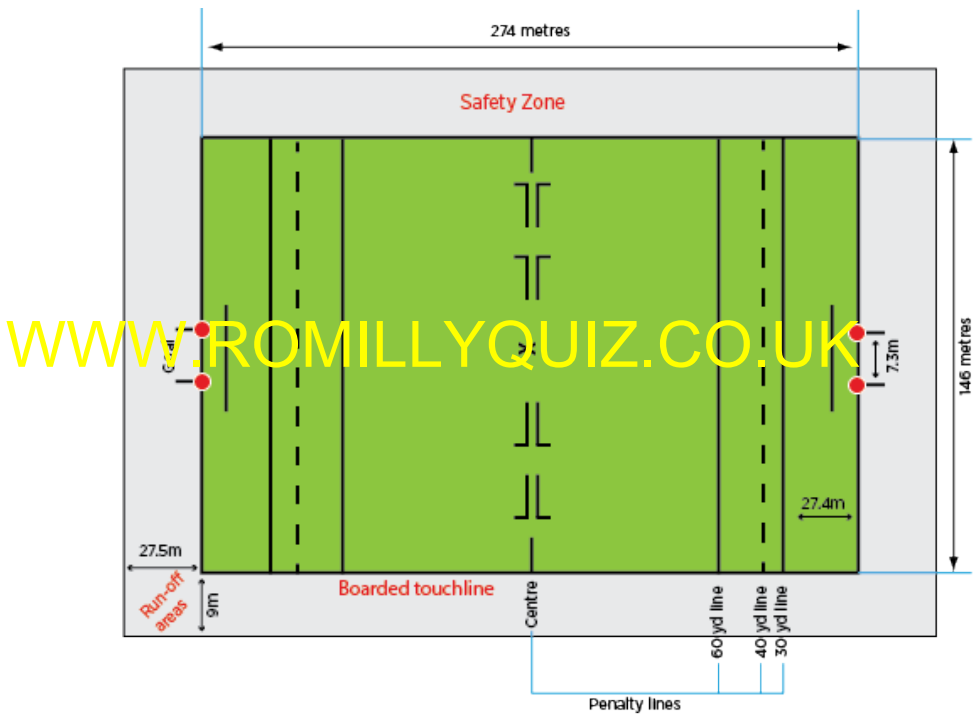 274 metres
Safety Zone
WWW.ROMILLYQUIZ.CO.UK
X
7.3m
146 metres
27.4m
27.5m
Run-off
areas
9m
Boarded touchline
Centre
60 yd line
40 yd line
30 yd line
Penalty lines